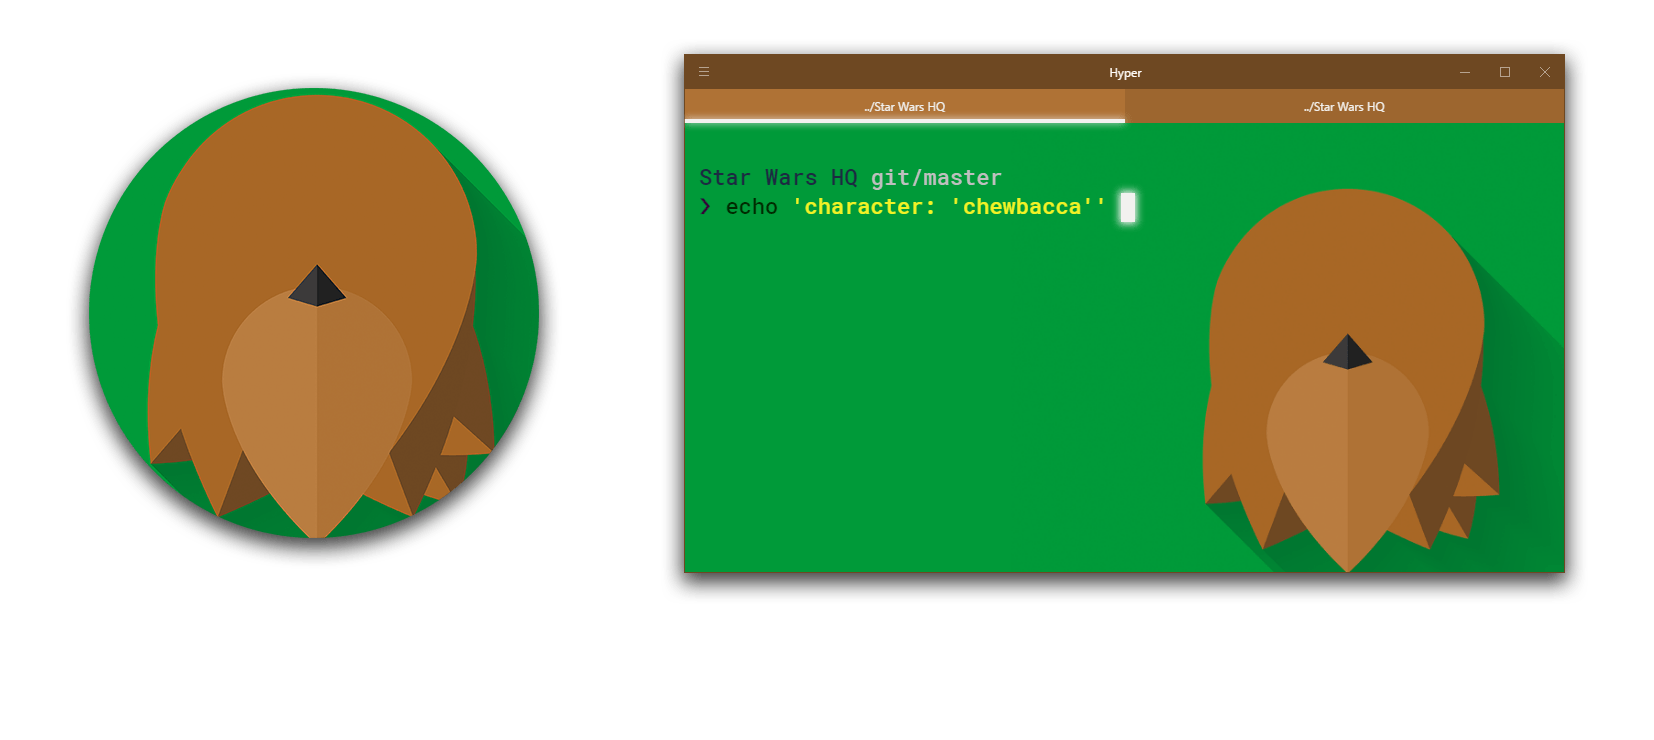 Hyper
../Star Wars HQ
../Star Wars HQ
Star Wars HQ git/master
❯ echo 'character: 'chewbacca''